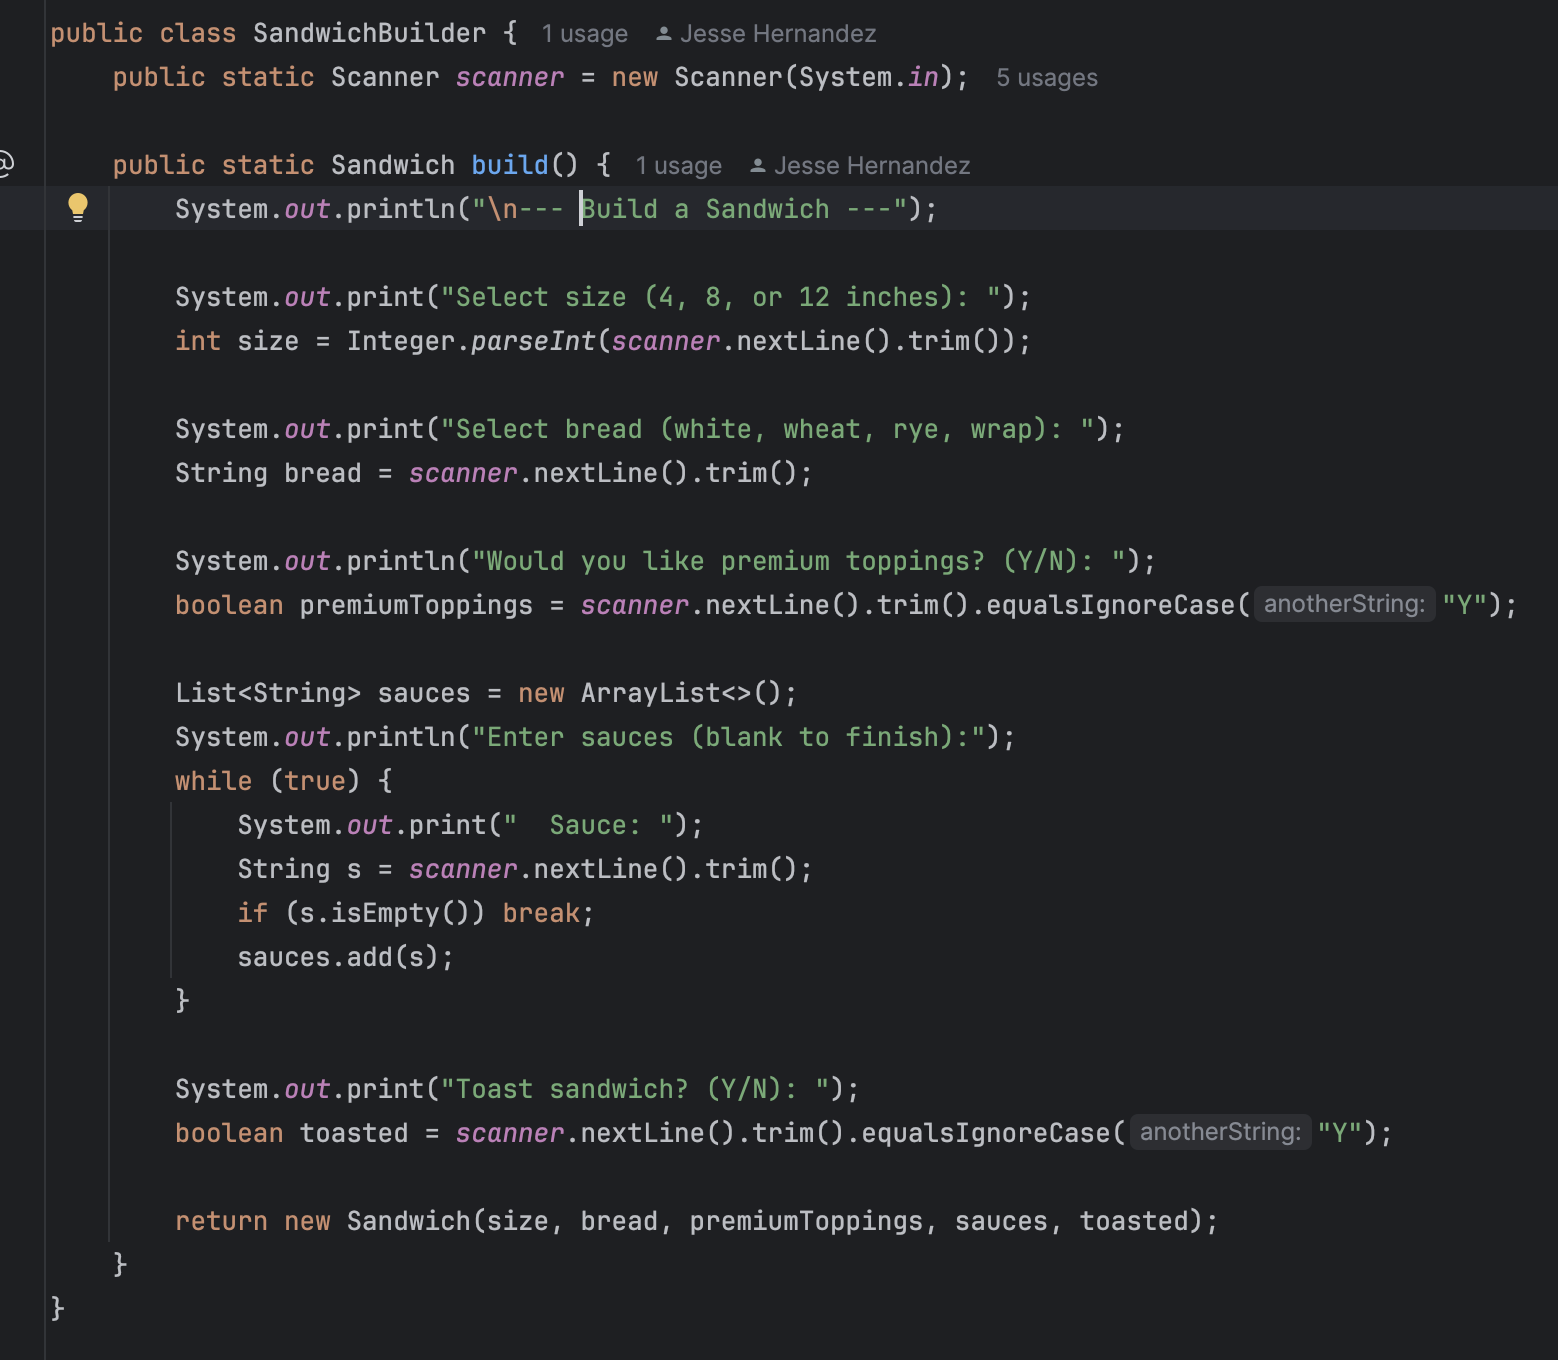 public class SandwichBuilder { 1 usage Jesse Hernandez
public static Scanner scanner = new Scanner(System.in); 5 usages
@ public static Sandwich build() { 1 usage Jesse Hernandez
System.out.println("\n--- Build a Sandwich ---");
System.out.print("Select size (4, 8, or 12 inches): ");
int size = Integer.parseInt(scanner.nextLine().trim());
System.out.print("Select bread (white, wheat, rye, wrap): ");
String bread = scanner.nextLine().trim();
System.out.println("Would you like premium toppings? (Y/N): ");
boolean premiumToppings = scanner.nextLine().trim().equalsIgnoreCase( anotherString: "Y");
List<String> sauces = new ArrayList<>();
System.out.println("Enter sauces (blank to finish):");
while (true) {
System.out.print("  Sauce: ");
String s = scanner.nextLine().trim();
if (s.isEmpty()) break;
sauces.add(s);
}
System.out.print("Toast sandwich? (Y/N): ");
boolean toasted = scanner.nextLine().trim().equalsIgnoreCase( anotherString: "Y");
return new Sandwich(size, bread, premiumToppings, sauces, toasted);
}
}